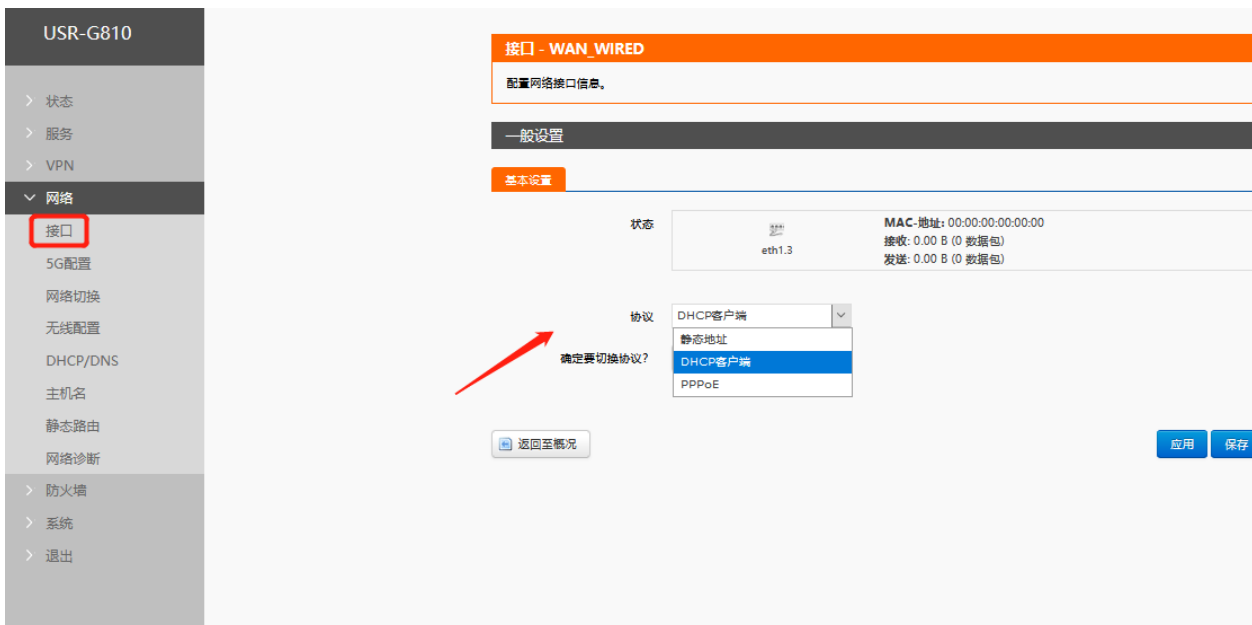 USR-G810
状态
服务
VPN
网络
接口
5G配置
网络切换
无线配置
DHCP/DNS
主机名
静态路由
网络诊断
防火墙
系统
退出
接口 - WAN_WIRED
配置网络接口信息。
一般设置
基本设置
状态
eth1.3
MAC-地址: 00:00:00:00:00:00
接收: 0.00 B (0 数据包)
发送: 0.00 B (0 数据包)
协议
DHCP客户端
静态地址
DHCP客户端
PPPoE
确定要切换协议?
返回至概况
应用
保存